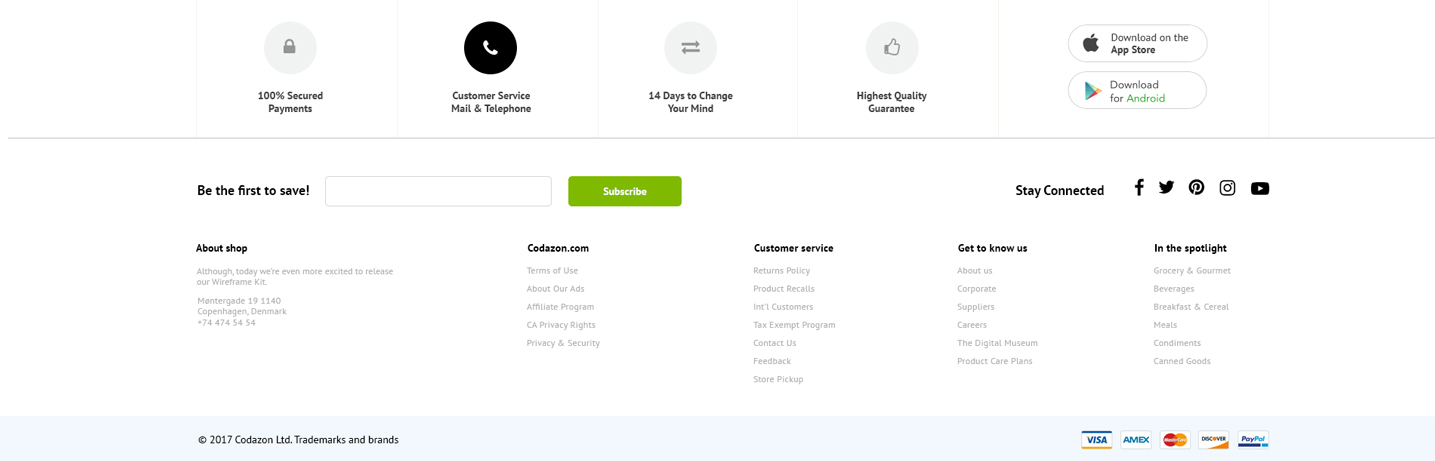 100% Secured
Payments
Customer Service
Mail & Telephone
14 Days to Change
Your Mind
Highest Quality
Guarantee
Download on the
App Store
Download
for Android
Be the first to save!
Subscribe
Stay Connected
About shop
Although, today we're even more excited to release
our Wireframe Kit.
Møntergade 19 1140
Copenhagen, Denmark
+74 474 54 54
Codazon.com
Terms of Use
About Our Ads
Affiliate Program
CA Privacy Rights
Privacy & Security
Customer service
Returns Policy
Product Recalls
Int'l Customers
Tax Exempt Program
Contact Us
Feedback
Store Pickup
Get to know us
About us
Corporate
Suppliers
Careers
The Digital Museum
Product Care Plans
In the spotlight
Grocery & Gourmet
Beverages
Breakfast & Cereal
Meals
Condiments
Canned Goods
© 2017 Codazon Ltd. Trademarks and brands
VISA
AMEX
MasterCard
DISCOVER
PayPal